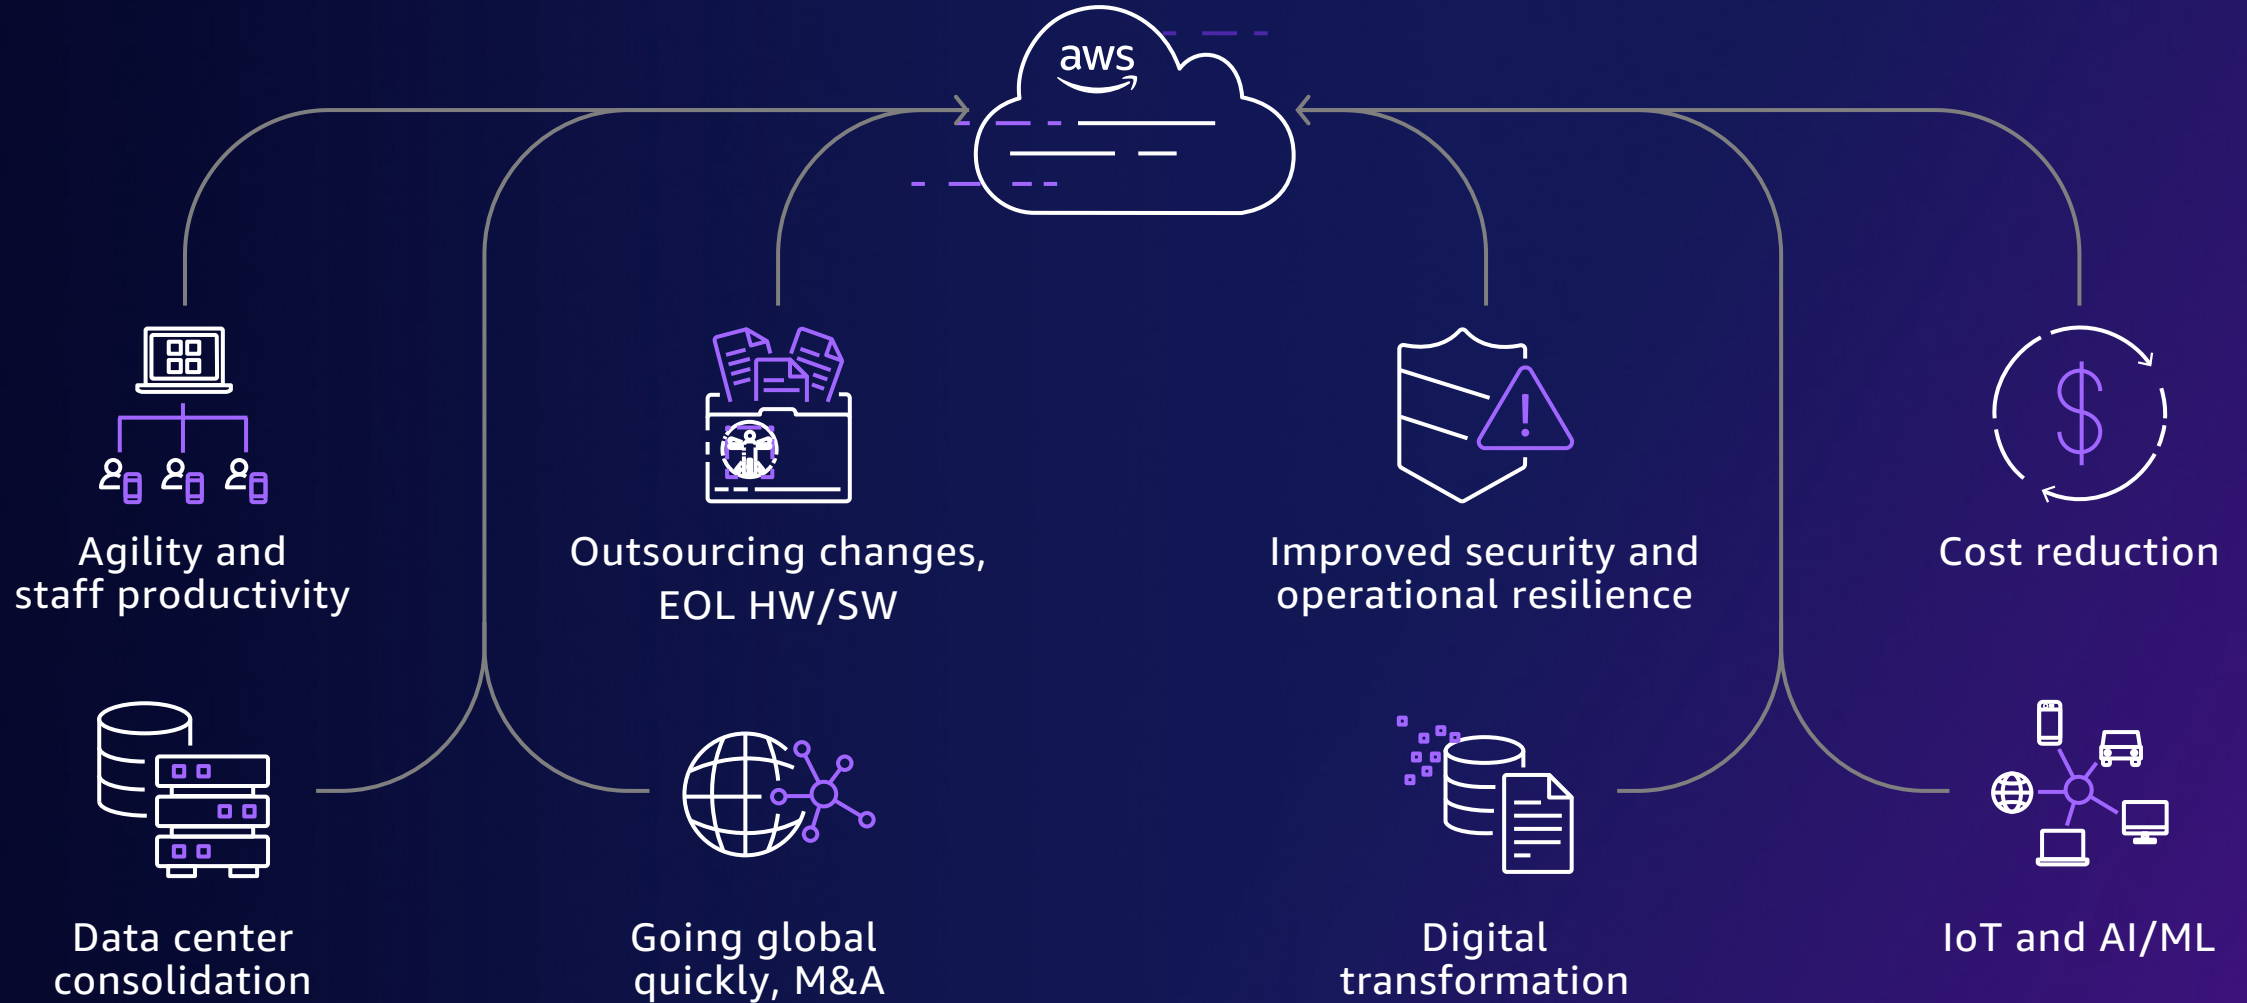 aws
Agility and
staff productivity
Outsourcing changes,
EOL HW/SW
Improved security and
operational resilience
Cost reduction
Data center
consolidation
Going global
quickly, M&A
Digital
transformation
IoT and AI/ML